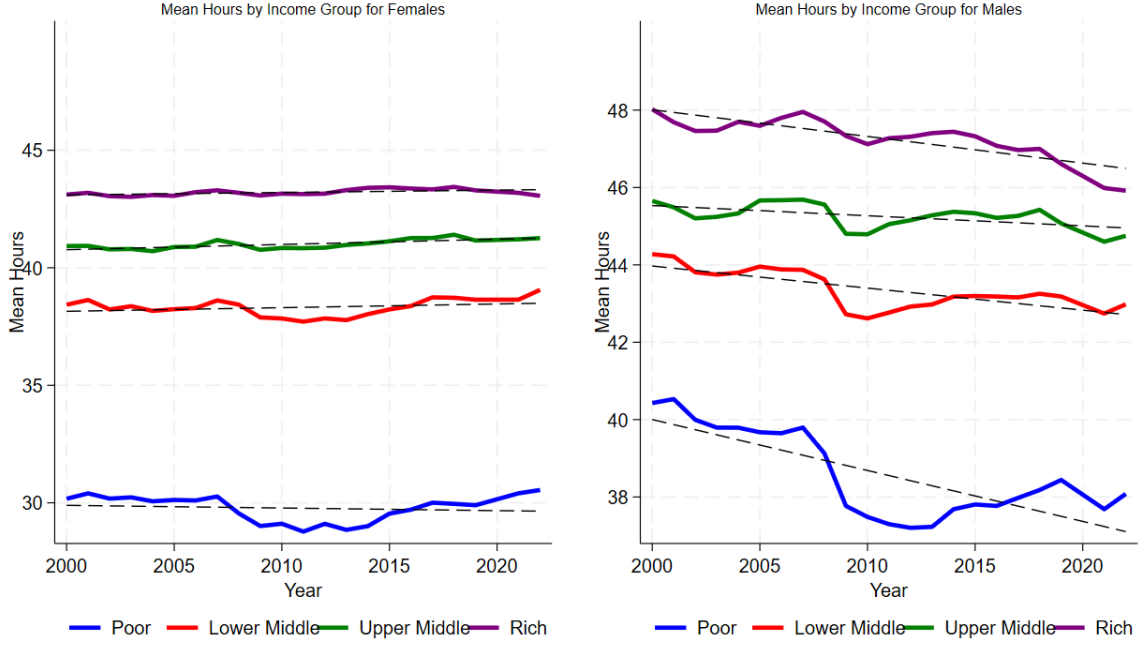 Mean Hours by Income Group for Females
Mean Hours
45
40
35
30
2000 2005 2010 2015 2020
Year
Poor Lower Middle Upper Middle Rich
Mean Hours by Income Group for Males
Mean Hours
48
46
44
42
40
38
2000 2005 2010 2015 2020
Year
Poor Lower Middle Upper Middle Rich